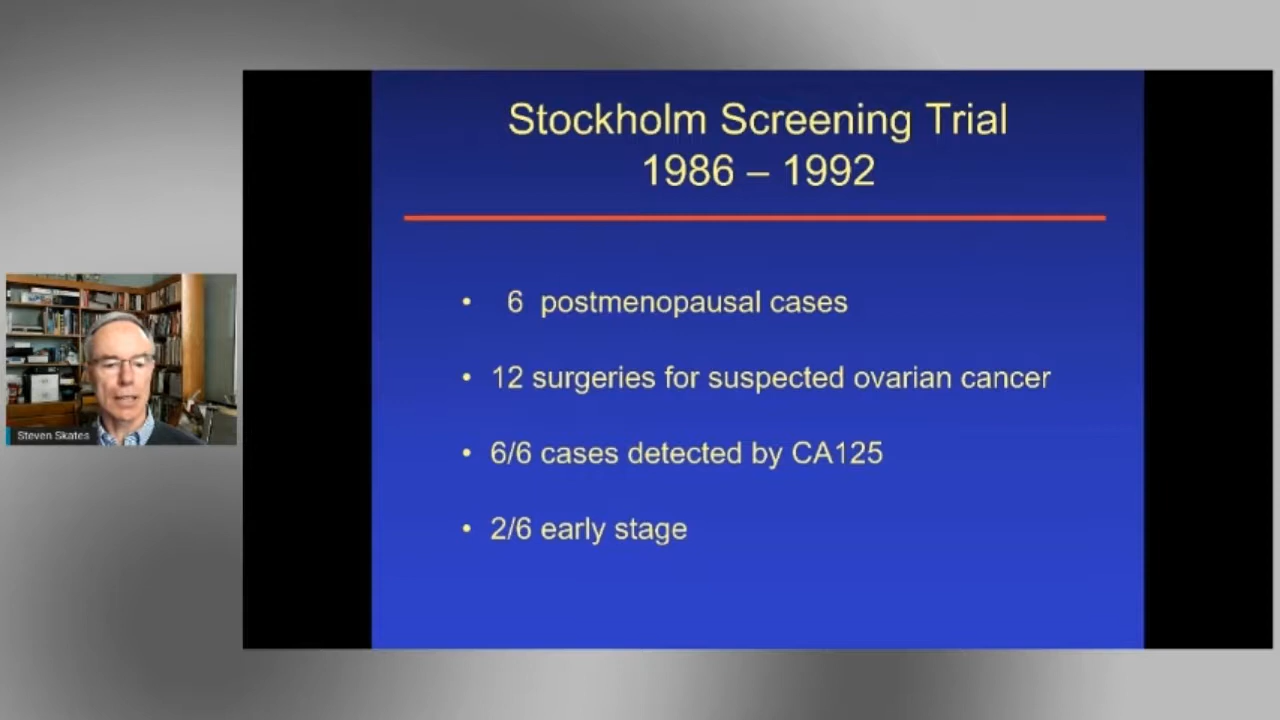 Stockholm Screening Trial
1986 – 1992
• 6 postmenopausal cases
• 12 surgeries for suspected ovarian cancer
• 6/6 cases detected by CA125
• 2/6 early stage
Steven Skates